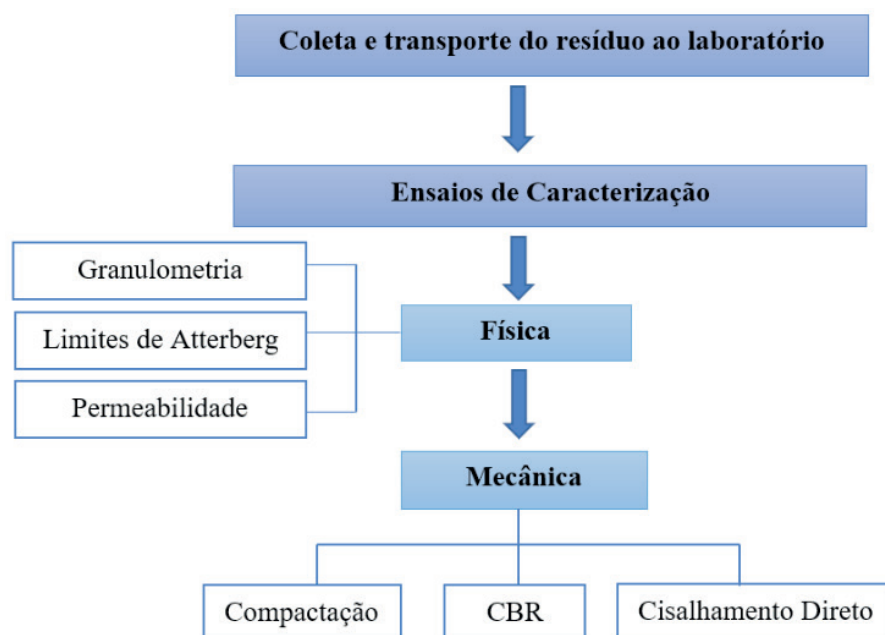 Coleta e transporte do resíduo ao laboratório
Ensaios de Caracterização
Granulometria
Limites de Atterberg
Permeabilidade
Física
Mecânica
Compactação
CBR
Cisalhamento Direto